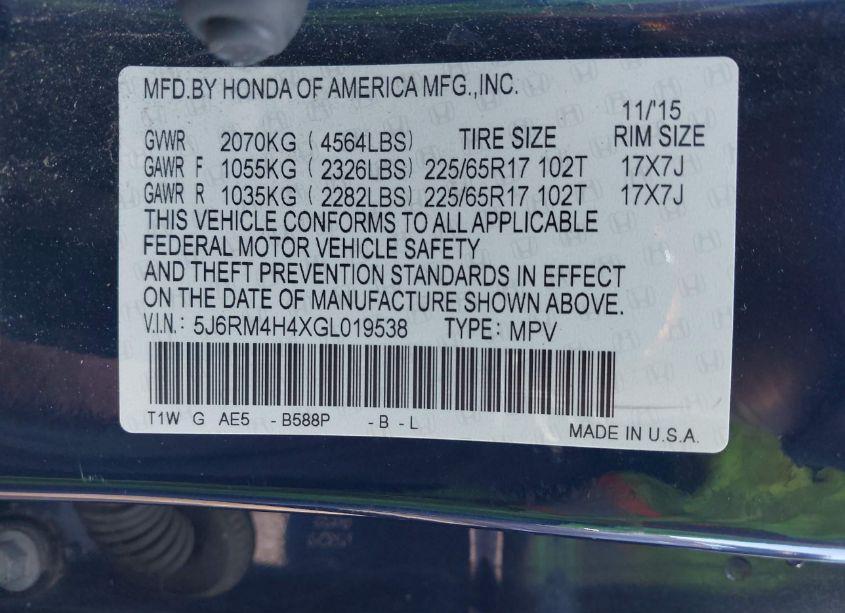 MFD.BY HONDA OF AMERICA MFG.,INC.
11/'15
GVWR 2070KG ( 4564LBS) TIRE SIZE RIM SIZE
GAWR F 1055KG ( 2326LBS) 225/65R17 102T 17X7J
GAWR R 1035KG ( 2282LBS) 225/65R17 102T 17X7J
THIS VEHICLE CONFORMS TO ALL APPLICABLE
FEDERAL MOTOR VEHICLE SAFETY
AND THEFT PREVENTION STANDARDS IN EFFECT
ON THE DATE OF MANUFACTURE SHOWN ABOVE.
V.I.N.: 5J6RM4H4XGL019538 TYPE: MPV
T1W G AE5 -B588P -B -L
MADE IN U.S.A.